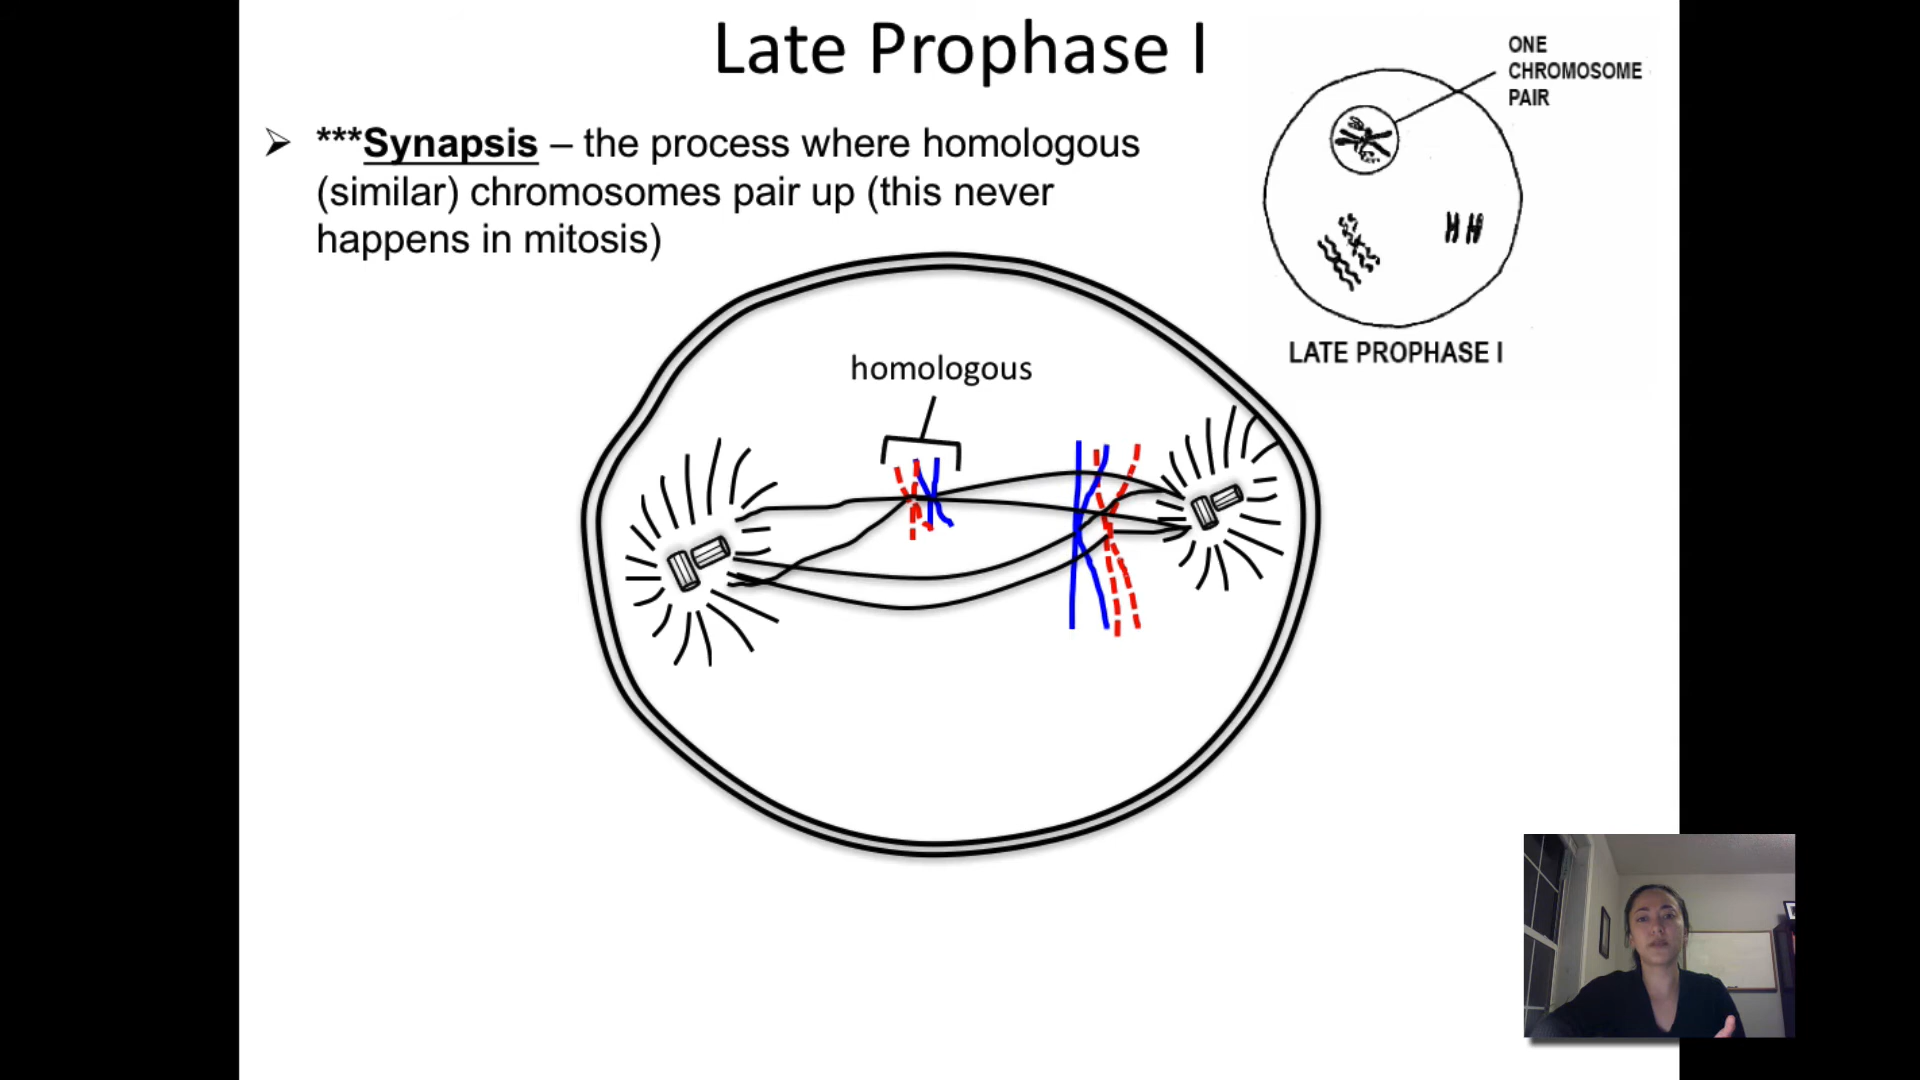 Late Prophase I
ONE
CHROMOSOME
PAIR
➢ ***Synapsis – the process where homologous
(similar) chromosomes pair up (this never
happens in mitosis)
LATE PROPHASE I
homologous